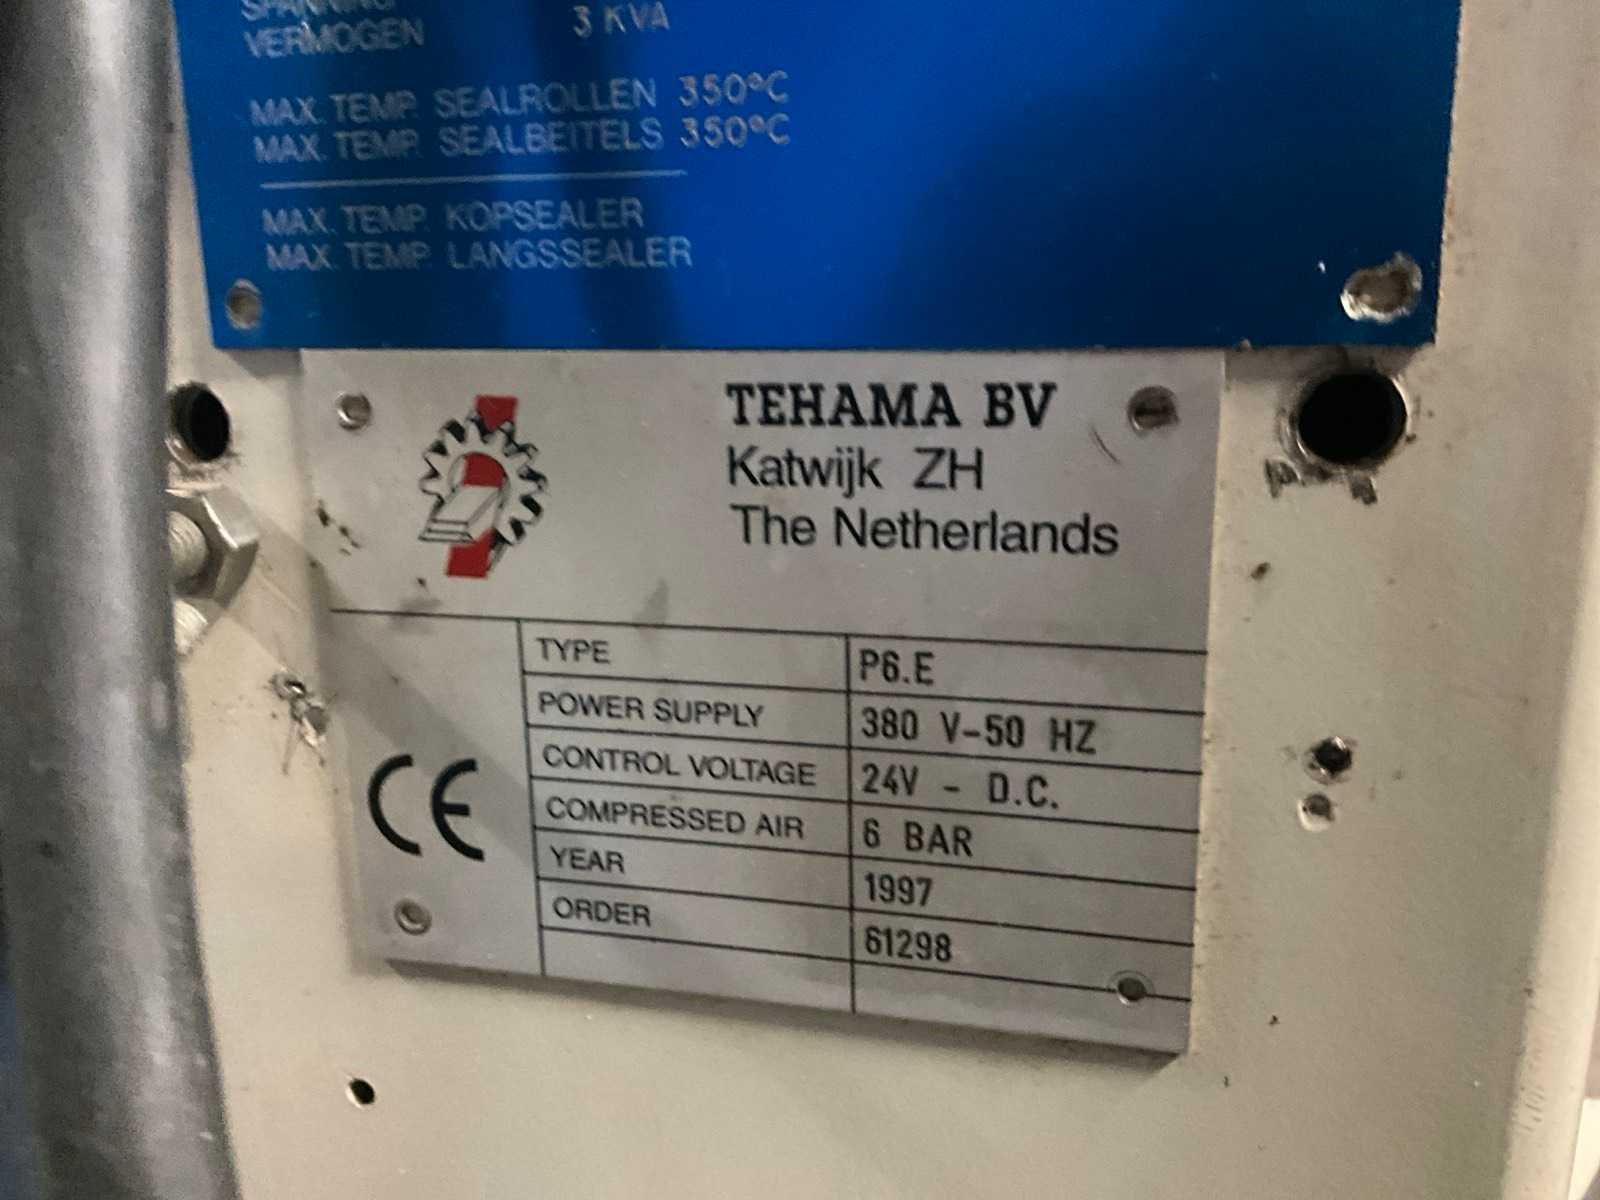 SPANNING
VERMOGEN 3 KVA
MAX. TEMP. SEALROLLEN 350°C
MAX. TEMP. SEALBEITELS 350°C
MAX. TEMP. KOPSEALER
MAX. TEMP. LANGSSEALER
TEHAMA BV
Katwijk ZH
The Netherlands
CE
TYPE P6.E
POWER SUPPLY 380 V-50 HZ
CONTROL VOLTAGE 24V - D.C.
COMPRESSED AIR 6 BAR
YEAR 1997
ORDER 61298